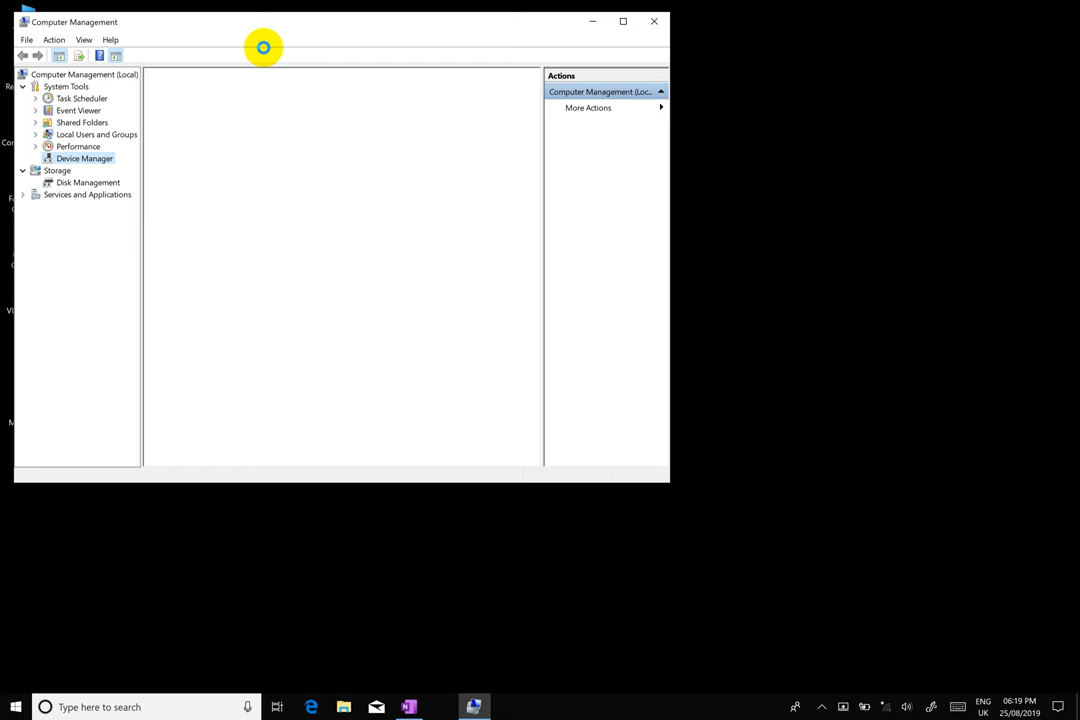 Computer Management
File Action View Help
Computer Management (Local)
System Tools
Task Scheduler
Event Viewer
Shared Folders
Local Users and Groups
Performance
Device Manager
Storage
Disk Management
Services and Applications
Actions
Computer Management (Loc...
More Actions
Type here to search
ENG
UK
06:19 PM
25/08/2019